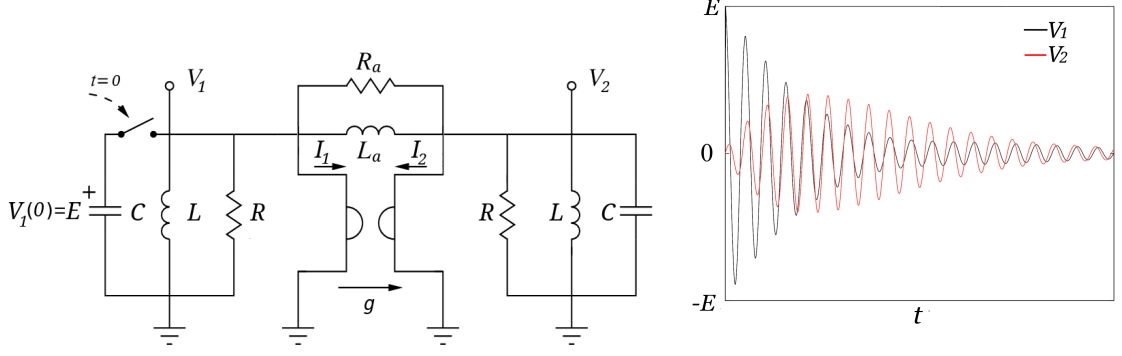 t=0
V₁
Rₐ
V₂
I₁
Lₐ
I₂
+
V₁(0)=E
C
L
R
R
L
C
g
E
V₁
V₂
0
-E
t